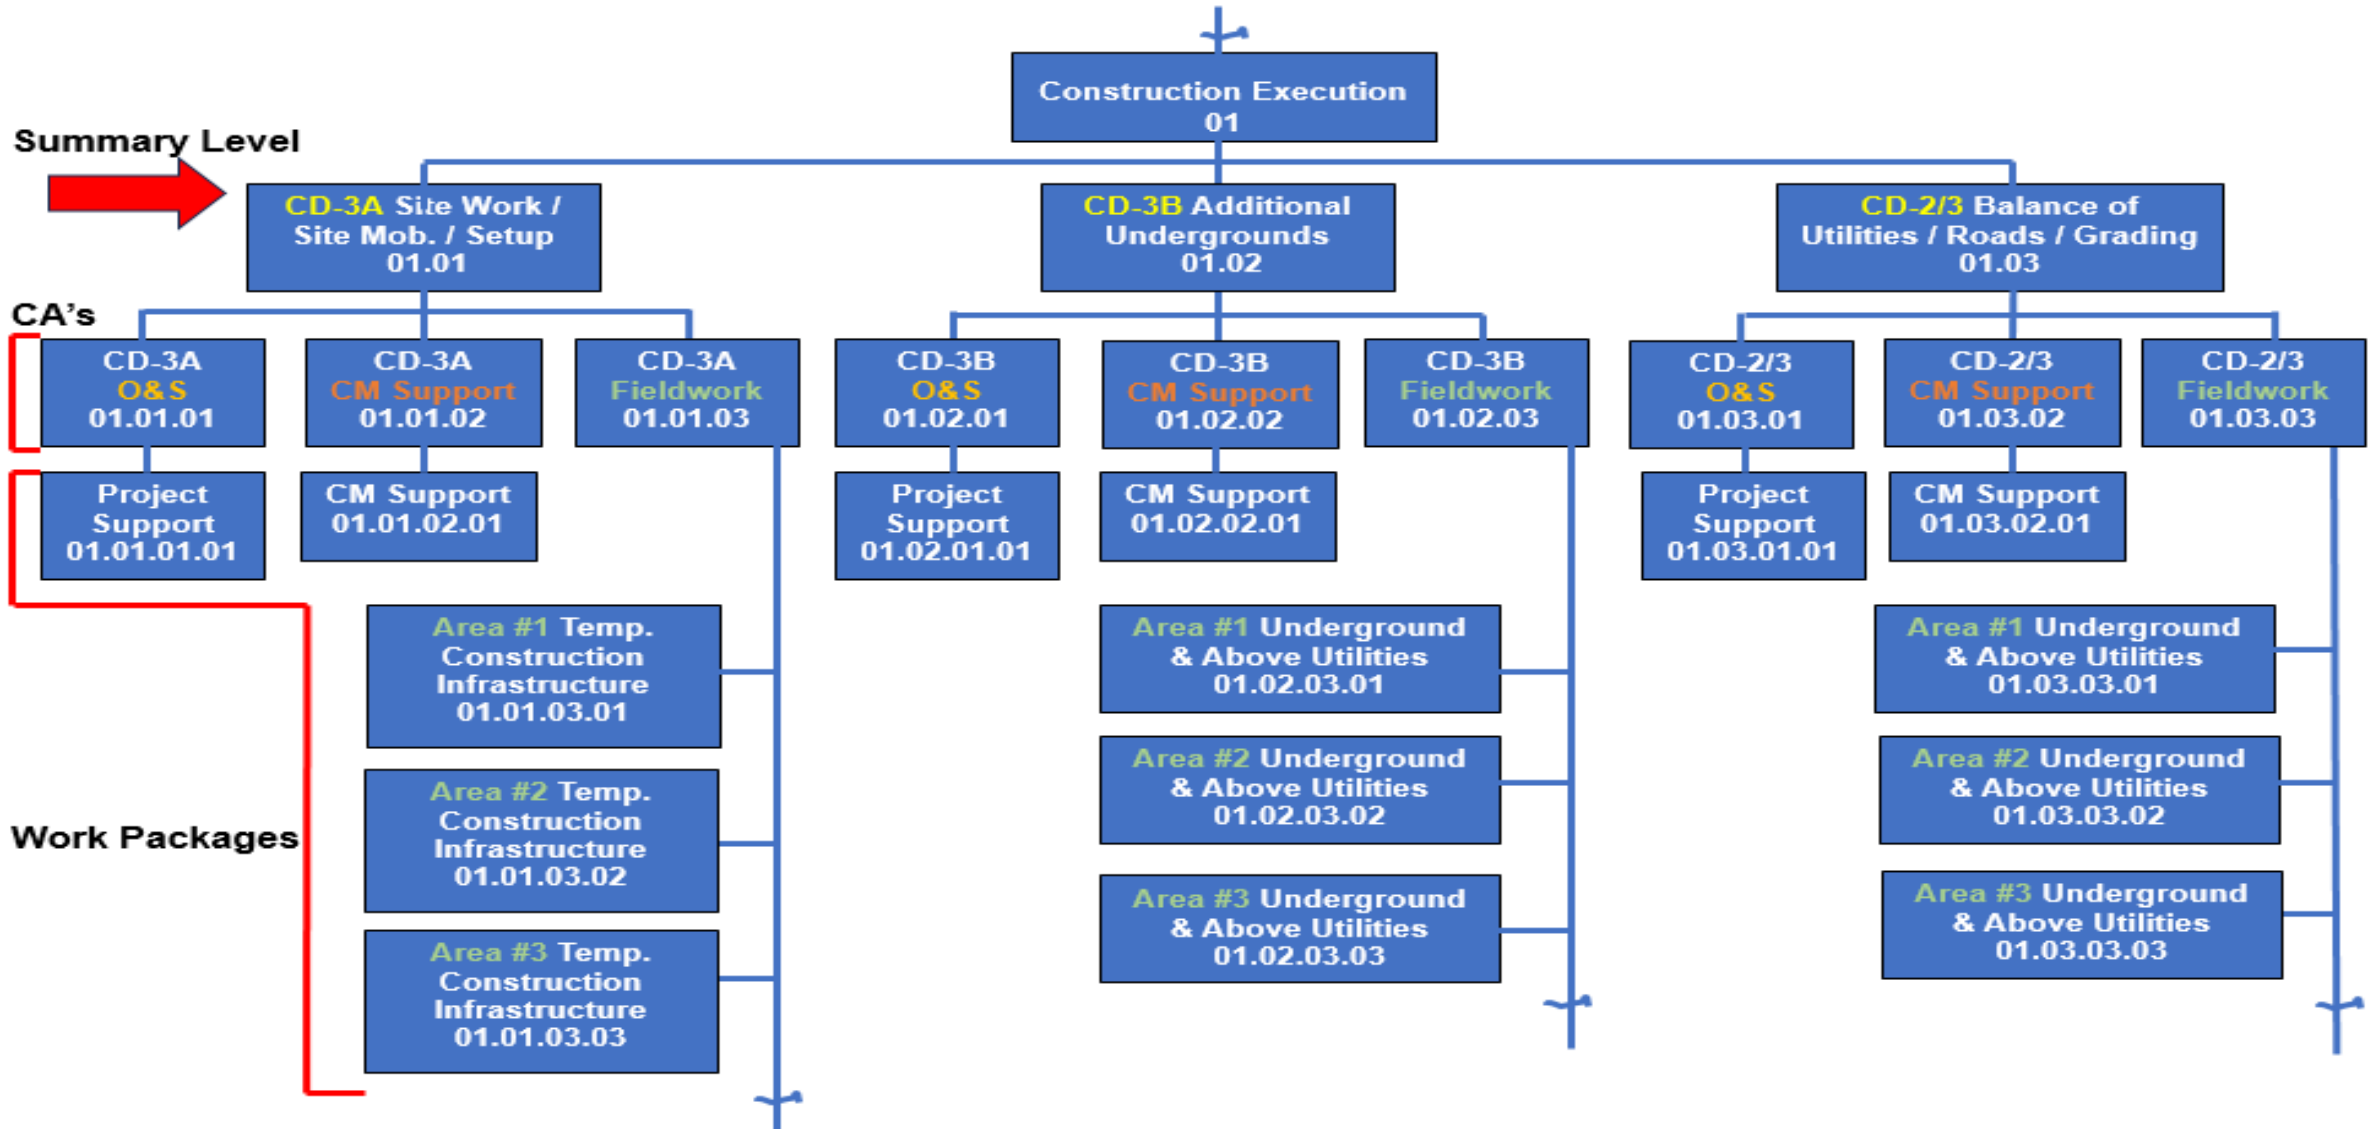 Construction Execution
01
Summary Level
CD-3A Site Work /
Site Mob. / Setup
01.01
CD-3B Additional
Undergrounds
01.02
CD-2/3 Balance of
Utilities / Roads / Grading
01.03
CA's
CD-3A
O&S
01.01.01
CD-3A
CM Support
01.01.02
CD-3A
Fieldwork
01.01.03
CD-3B
O&S
01.02.01
CD-3B
CM Support
01.02.02
CD-3B
Fieldwork
01.02.03
CD-2/3
O&S
01.03.01
CD-2/3
CM Support
01.03.02
CD-2/3
Fieldwork
01.03.03
Project
Support
01.01.01.01
CM Support
01.01.02.01
Project
Support
01.02.01.01
CM Support
01.02.02.01
Project
Support
01.03.01.01
CM Support
01.03.02.01
Work Packages
Area #1 Temp.
Construction
Infrastructure
01.01.03.01
Area #2 Temp.
Construction
Infrastructure
01.01.03.02
Area #3 Temp.
Construction
Infrastructure
01.01.03.03
Area #1 Underground
& Above Utilities
01.02.03.01
Area #2 Underground
& Above Utilities
01.02.03.02
Area #3 Underground
& Above Utilities
01.02.03.03
Area #1 Underground
& Above Utilities
01.03.03.01
Area #2 Underground
& Above Utilities
01.03.03.02
Area #3 Underground
& Above Utilities
01.03.03.03